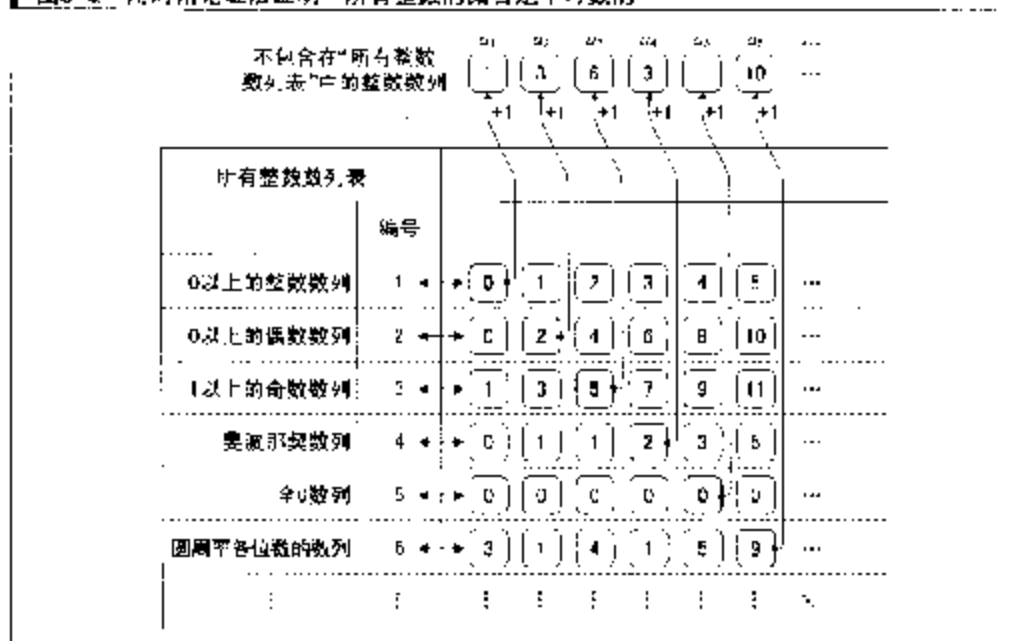 不包含在“所有整数
数列表”中的整数数列
1 3 6 3 10 …
+1 +1 +1 +1 +1 +1
所有整数数列表
编号
0以上的整数数列 1 0 1 2 3 4 5 …
0以上的偶数数列 2 0 2 4 6 8 10 …
1以上的奇数数列 3 1 3 5 7 9 11 …
斐波那契数列 4 0 1 1 2 3 5 …
全0数列 5 0 0 0 0 0 0 …
圆周率各位数的数列 6 3 1 4 1 5 9 …